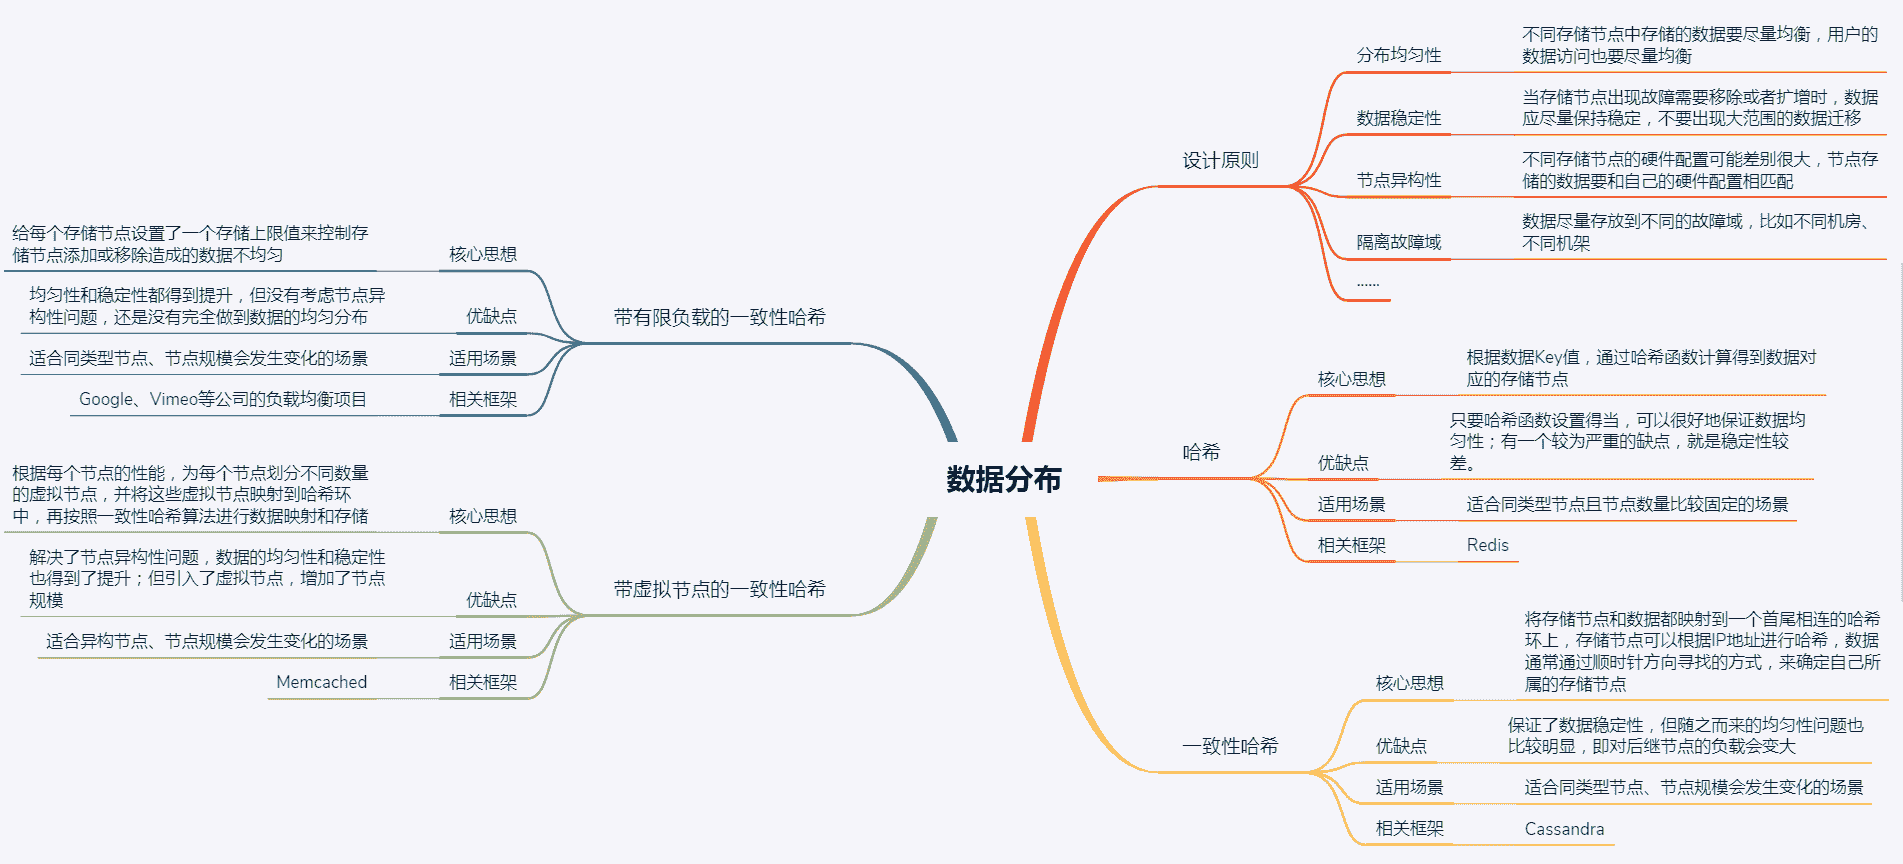 数据分布
设计原则
分布均匀性
不同存储节点中存储的数据要尽量均衡，用户的
数据访问也要尽量均衡
数据稳定性
当存储节点出现故障需要移除或者扩增时，数据
应尽量保持稳定，不要出现大范围的数据迁移
节点异构性
不同存储节点的硬件配置可能差别很大，节点存
储的数据要和自己的硬件配置相匹配
隔离故障域
数据尽量存放到不同的故障域，比如不同机房、
不同机架
......
哈希
核心思想
根据数据Key值，通过哈希函数计算得到数据对
应的存储节点
优缺点
只要哈希函数设置得当，可以很好地保证数据均
匀性；有一个较为严重的缺点，就是稳定性较
差。
适用场景
适合同类型节点且节点数量比较固定的场景
相关框架
Redis
一致性哈希
核心思想
将存储节点和数据都映射到一个首尾相连的哈希
环上，存储节点可以根据IP地址进行哈希，数据
通常通过顺时针方向寻找的方式，来确定自己所
属的存储节点
优缺点
保证了数据稳定性，但随之而来的均匀性问题也
比较明显，即对后继节点的负载会变大
适用场景
适合同类型节点、节点规模会发生变化的场景
相关框架
Cassandra
带有限负载的一致性哈希
核心思想
给每个存储节点设置了一个存储上限值来控制存
储节点添加或移除造成的数据不均匀
优缺点
均匀性和稳定性都得到提升，但没有考虑节点异
构性问题，还是没有完全做到数据的均匀分布
适用场景
适合同类型节点、节点规模会发生变化的场景
相关框架
Google、Vimeo等公司的负载均衡项目
带虚拟节点的一致性哈希
核心思想
根据每个节点的性能，为每个节点划分不同数量
的虚拟节点，并将这些虚拟节点映射到哈希环
中，再按照一致性哈希算法进行数据映射和存储
优缺点
解决了节点异构性问题，数据的均匀性和稳定性
也得到了提升；但引入了虚拟节点，增加了节点
规模
适用场景
适合异构节点、节点规模会发生变化的场景
相关框架
Memcached